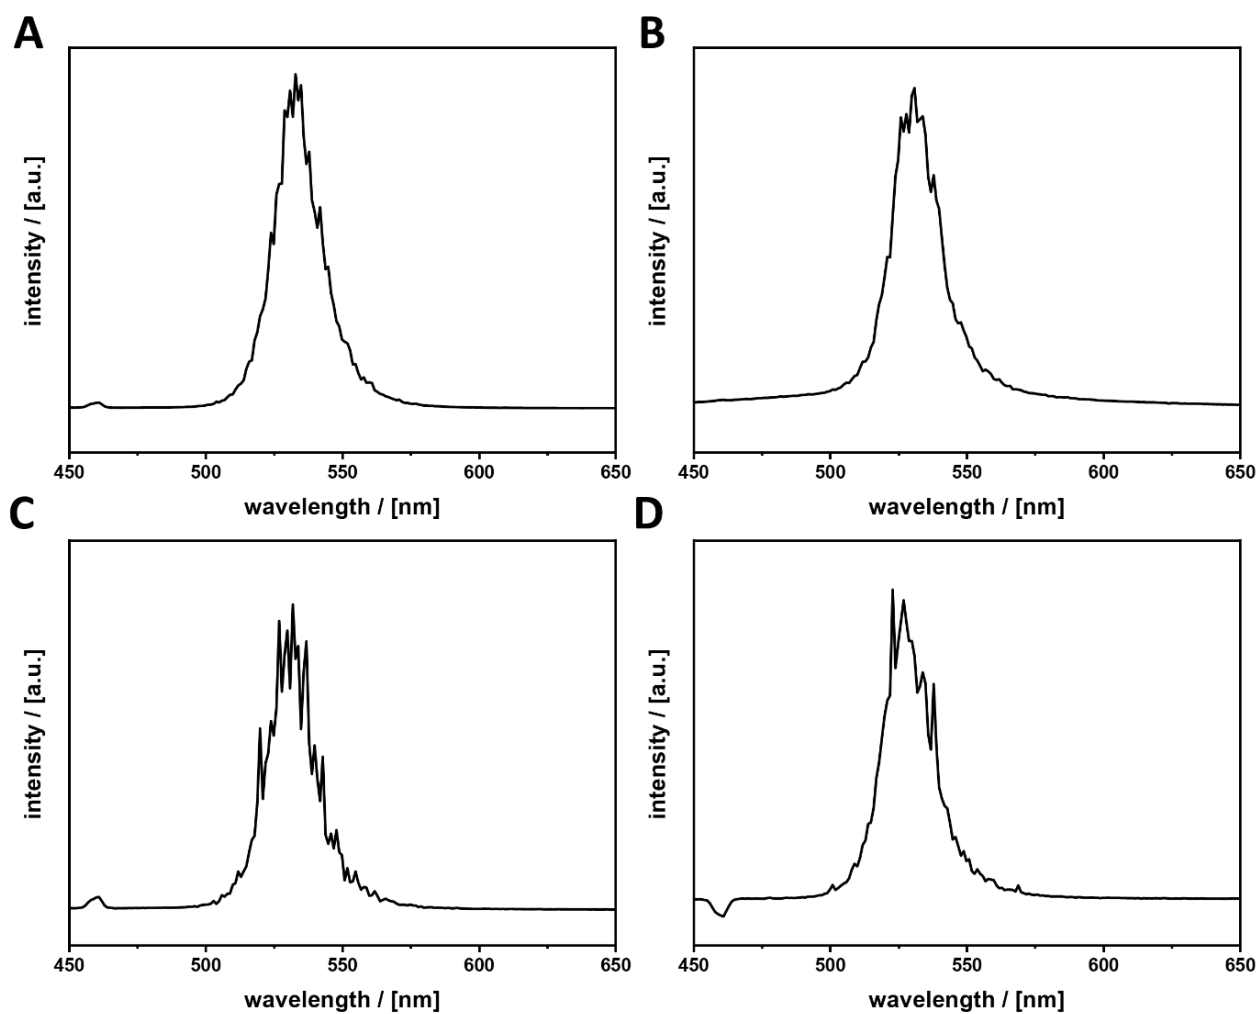 A
B
intensity / [a.u.]
intensity / [a.u.]
450 500 550 600 650
450 500 550 600 650
wavelength / [nm]
wavelength / [nm]
C
D
intensity / [a.u.]
intensity / [a.u.]
450 500 550 600 650
450 500 550 600 650
wavelength / [nm]
wavelength / [nm]